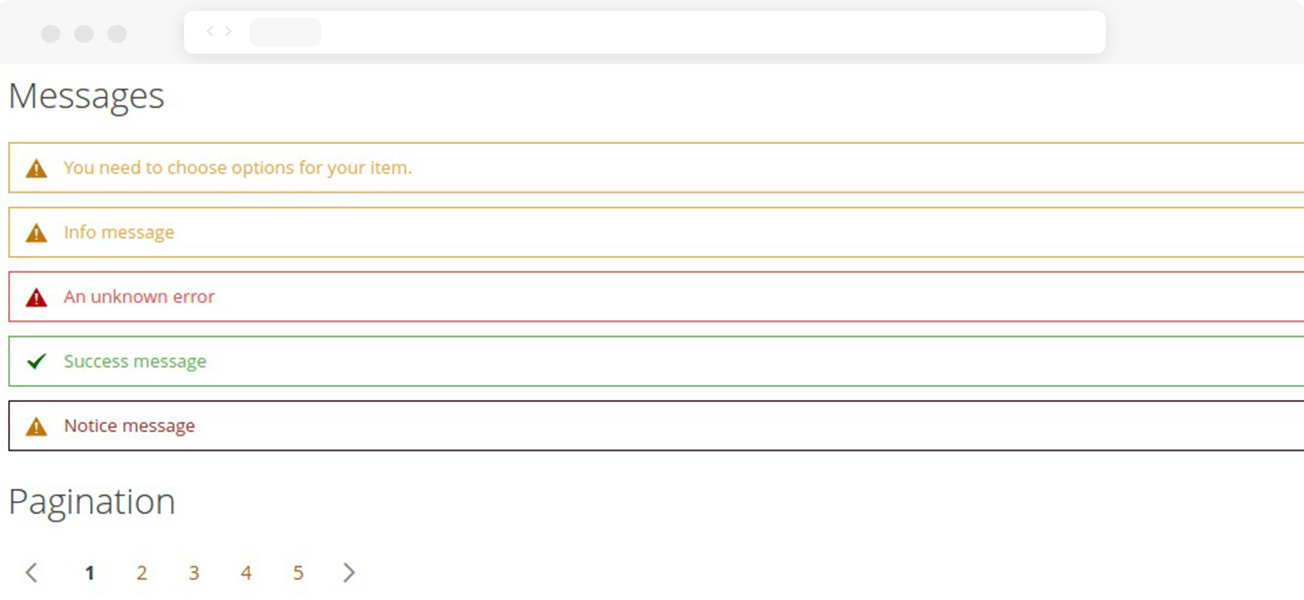 Messages
You need to choose options for your item.
Info message
An unknown error
Success message
Notice message
Pagination
1 2 3 4 5